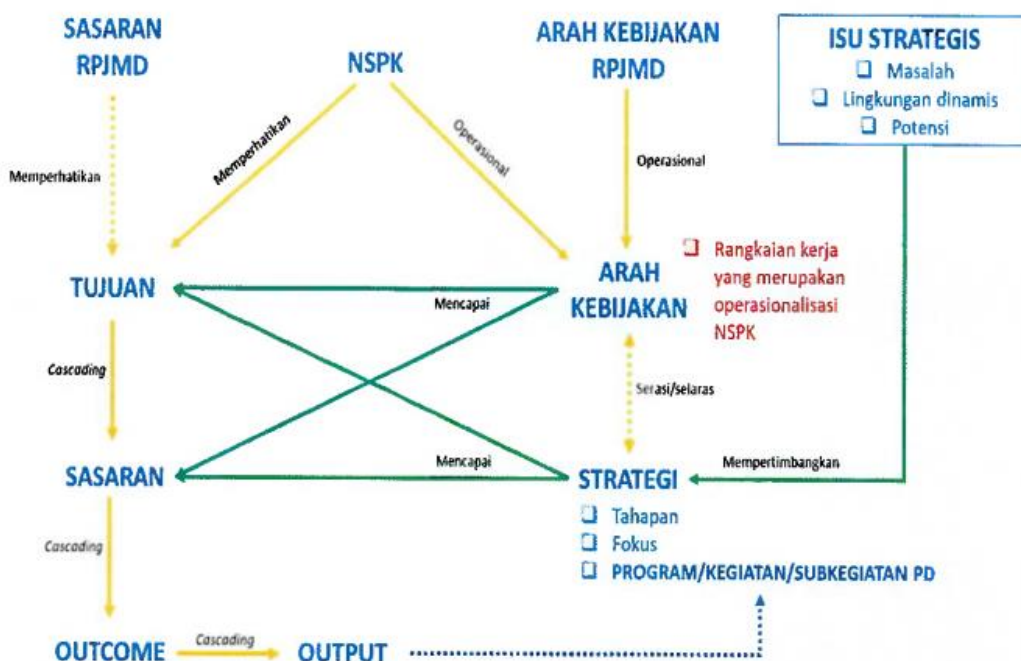 SASARAN
RPJMD
NSPK
ARAH KEBIJAKAN
RPJMD
ISU STRATEGIS
Masalah
Lingkungan dinamis
Potensi
Memperhatikan
Memperhatikan
Operasional
Operasional
TUJUAN
Mencapai
ARAH
KEBIJAKAN
Rangkaian kerja
yang merupakan
operasionalisasi
NSPK
Cascading
Serasi/selaras
SASARAN
Mencapai
STRATEGI
Mempertimbangkan
Tahapan
Fokus
PROGRAM/KEGIATAN/SUBKEGIATAN PD
Cascading
OUTCOME
Cascading
OUTPUT